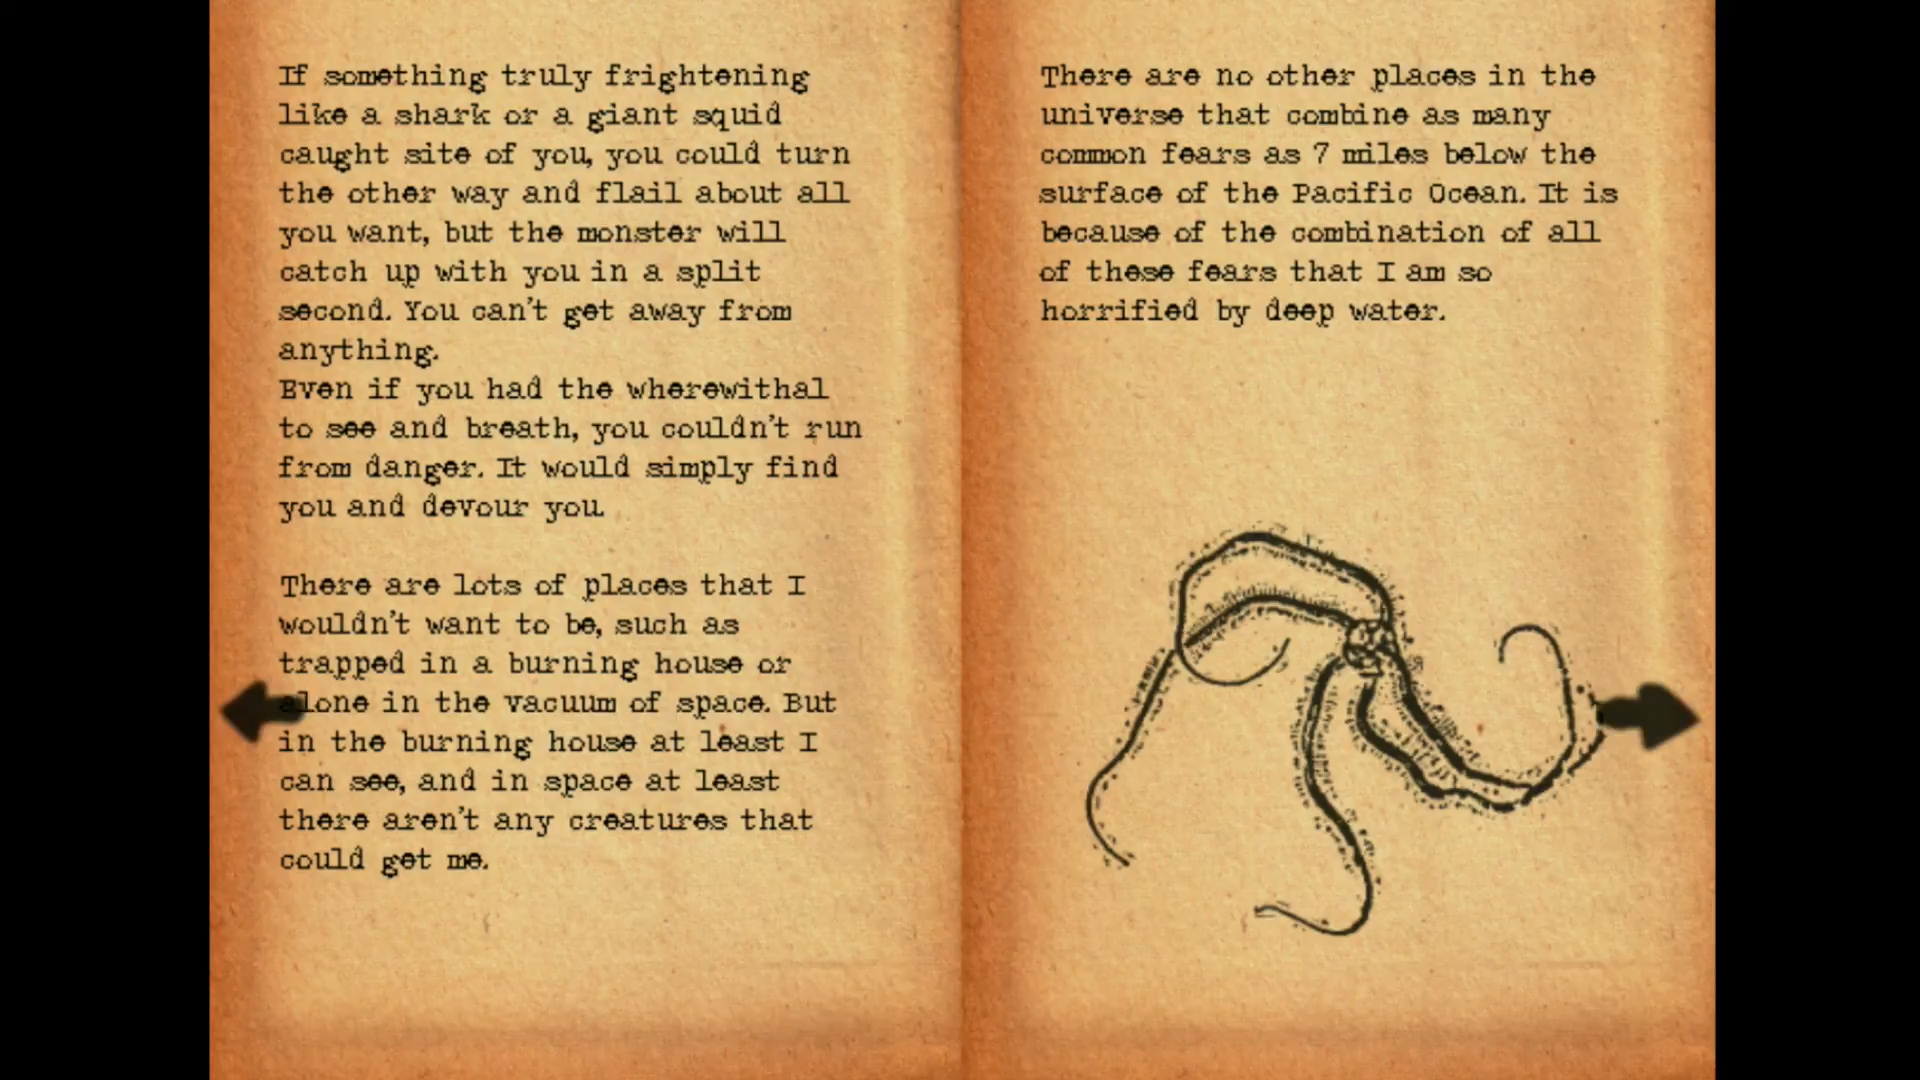 If something truly frightening
like a shark or a giant squid
caught site of you, you could turn
the other way and flail about all
you want, but the monster will
catch up with you in a split
second. You can't get away from
anything.
Even if you had the wherewithal
to see and breath, you couldn't run
from danger. It would simply find
you and devour you.
There are lots of places that I
wouldn't want to be, such as
trapped in a burning house or
alone in the vacuum of space. But
in the burning house at least I
can see, and in space at least
there aren't any creatures that
could get me.
There are no other places in the
universe that combine as many
common fears as 7 miles below the
surface of the Pacific Ocean. It is
because of the combination of all
of these fears that I am so
horrified by deep water.